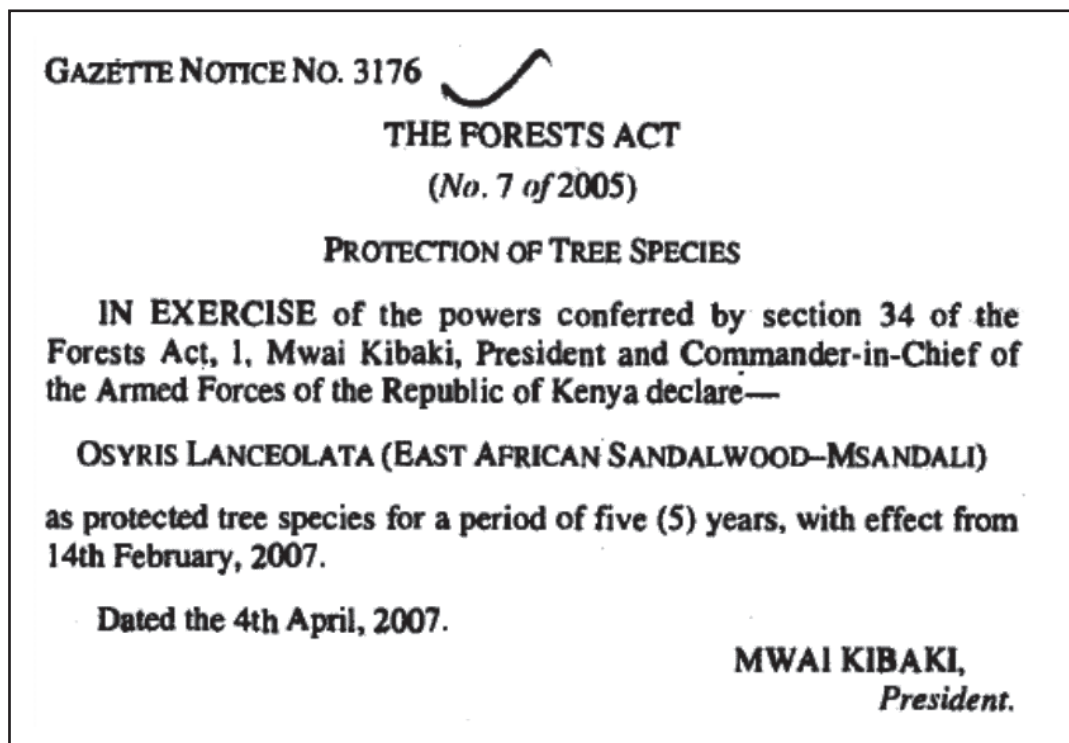 GAZETTE NOTICE NO. 3176
THE FORESTS ACT
(No. 7 of 2005)
PROTECTION OF TREE SPECIES
IN EXERCISE of the powers conferred by section 34 of the
Forests Act, 1, Mwai Kibaki, President and Commander-in-Chief of
the Armed Forces of the Republic of Kenya declare—
OSYRIS LANCEOLATA (EAST AFRICAN SANDALWOOD–MSANDALI)
as protected tree species for a period of five (5) years, with effect from
14th February, 2007.
Dated the 4th April, 2007.
MWAI KIBAKI,
President.